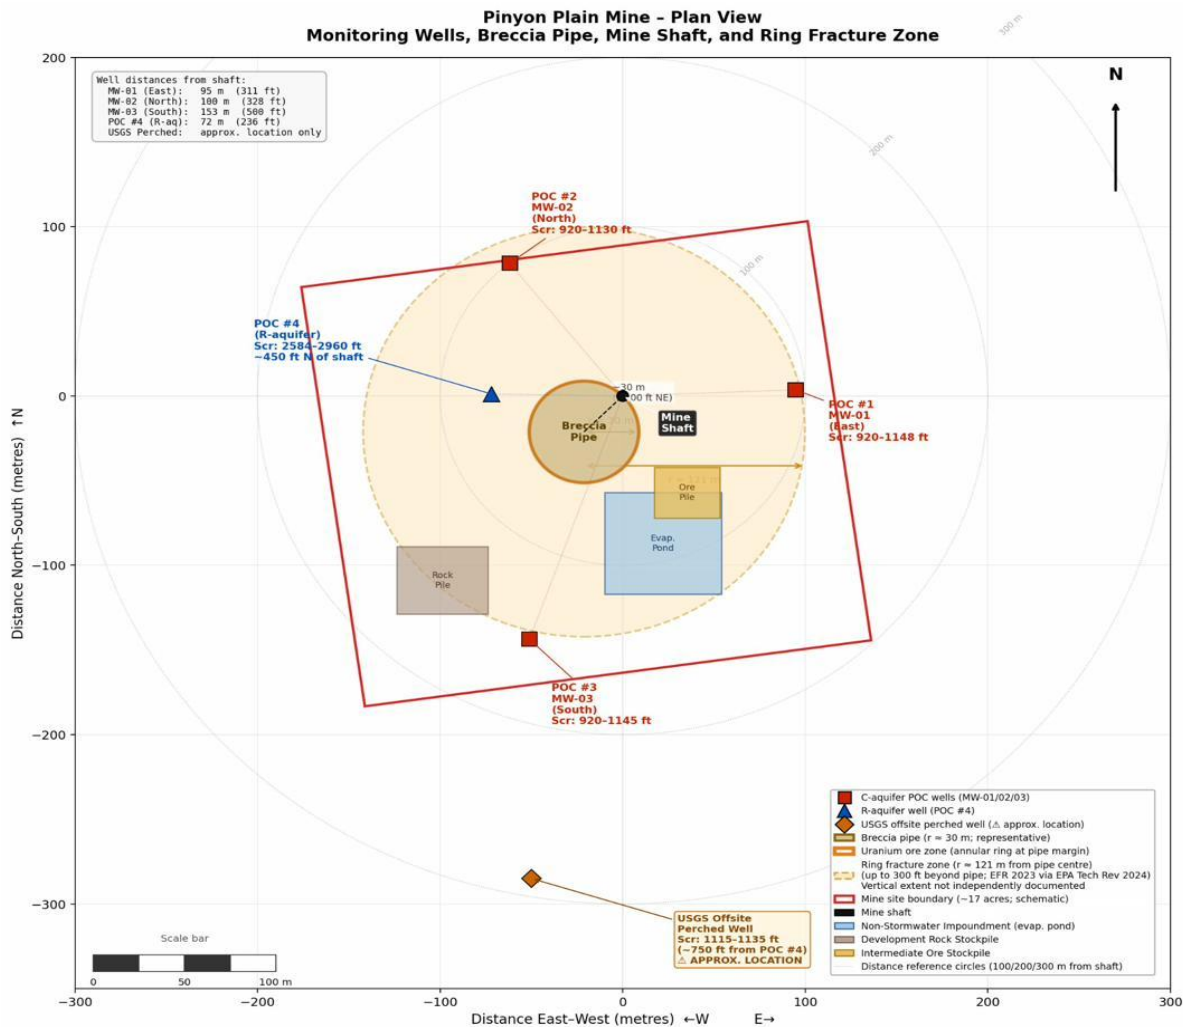 Pinyon Plain Mine – Plan View
Monitoring Wells, Breccia Pipe, Mine Shaft, and Ring Fracture Zone
300 m
200
Well distances from shaft:
MW-01 (East): 95 m (311 ft)
MW-02 (North): 100 m (328 ft)
MW-03 (South): 153 m (500 ft)
POC #4 (R-aq): 72 m (236 ft)
USGS Perched: approx. location only
N
200 m
POC #2
MW-02
(North)
Scr: 920–1130 ft
100
100 m
POC #4
(R-aquifer)
Scr: 2584–2960 ft
~450 ft N of shaft
0
~30 m
00 ft NE)
Mine
Shaft
POC #1
MW-01
(East)
Scr: 920–1148 ft
Breccia
Pipe
Ore
Pile
Evap.
Pond
−100
Rock
Pile
POC #3
MW-03
(South)
Scr: 920–1145 ft
−200
−300
USGS Offsite
Perched Well
Scr: 1115–1135 ft
(~750 ft from POC #4)
⚠ APPROX. LOCATION
C-aquifer POC wells (MW-01/02/03)
R-aquifer well (POC #4)
USGS offsite perched well (⚠ approx. location)
Breccia pipe (r ≈ 30 m; representative)
Uranium ore zone (annular ring at pipe margin)
Ring fracture zone (r ≈ 121 m from pipe centre)
(up to 300 ft beyond pipe; EFR 2023 via EPA Tech Rev 2024)
Vertical extent not independently documented
Mine site boundary (~17 acres; schematic)
Mine shaft
Non-Stormwater Impoundment (evap. pond)
Development Rock Stockpile
Intermediate Ore Stockpile
Distance reference circles (100/200/300 m from shaft)
Scale bar
0 50 100 m
−300 −200 −100 0 100 200 300
Distance East–West (metres) ←W E→
Distance North–South (metres) ↑N